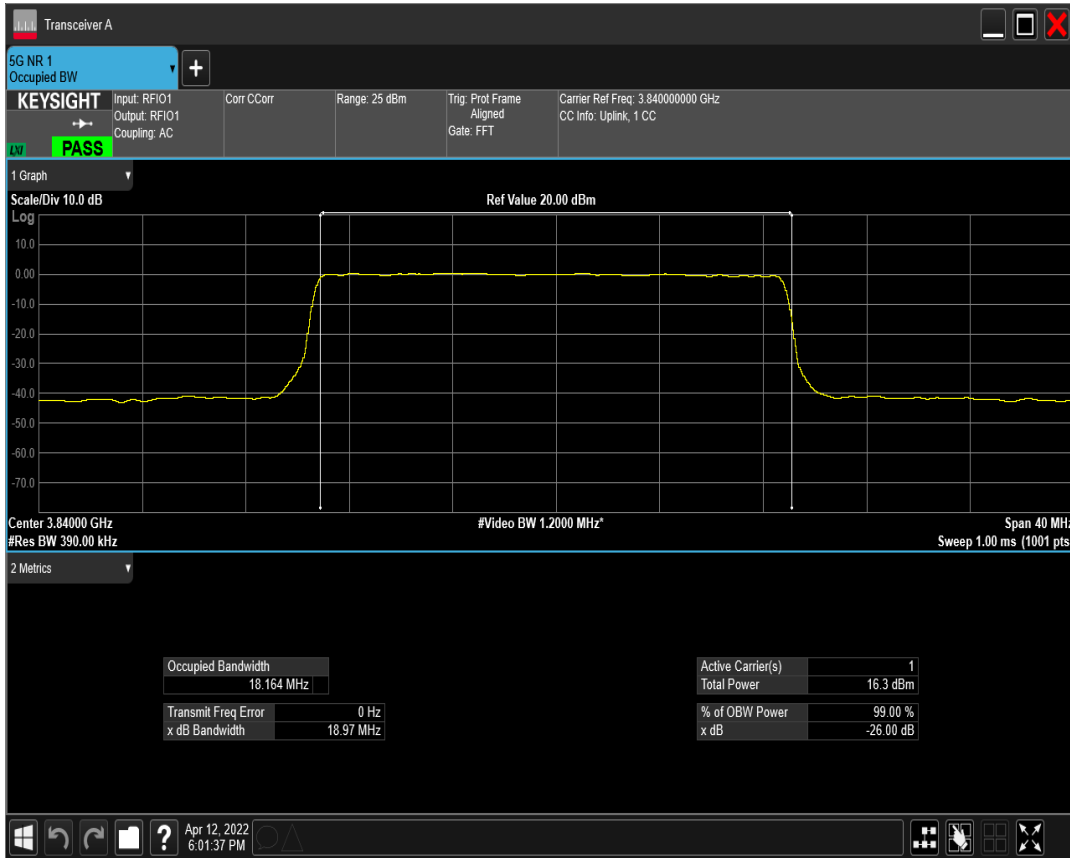 Transceiver A
5G NR 1
Occupied BW
KEYSIGHT
LXI
PASS
Input: RFIO1
Output: RFIO1
Coupling: AC
Corr CCorr
Range: 25 dBm
Trig: Prot Frame
Aligned
Gate: FFT
Carrier Ref Freq: 3.840000000 GHz
CC Info: Uplink, 1 CC
1 Graph
Scale/Div 10.0 dB
Ref Value 20.00 dBm
Log
10.0
0.00
-10.0
-20.0
-30.0
-40.0
-50.0
-60.0
-70.0
Center 3.84000 GHz
#Video BW 1.2000 MHz*
Span 40 MHz
#Res BW 390.00 kHz
Sweep 1.00 ms (1001 pts
2 Metrics
Occupied Bandwidth
18.164 MHz
Transmit Freq Error 0 Hz
x dB Bandwidth 18.97 MHz
Active Carrier(s) 1
Total Power 16.3 dBm
% of OBW Power 99.00 %
x dB -26.00 dB
?
Apr 12, 2022
6:01:37 PM